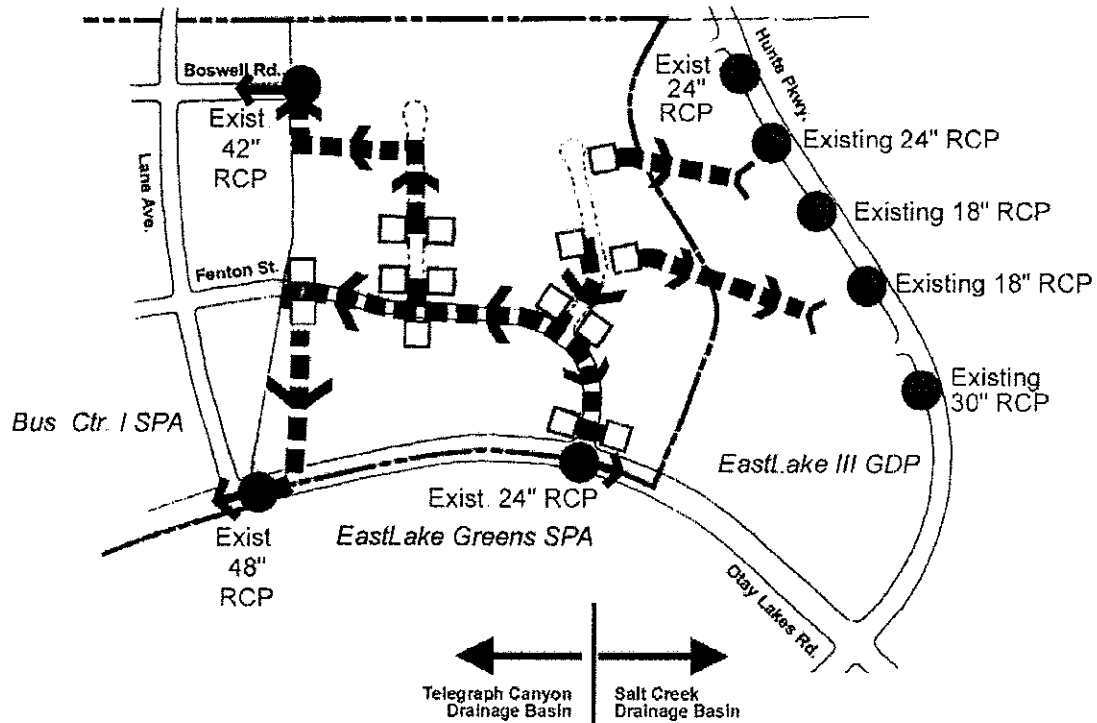 Boswell Rd.
Exist.
42"
RCP
Lana Ave.
Fenton St.
Bus Ctr. I SPA
Exist
48"
RCP
Exist
24"
RCP
Hunte Pkwy.
Existing 24" RCP
Existing 18" RCP
Existing 18" RCP
Existing
30" RCP
EastLake III GDP
Exist. 24" RCP
EastLake Greens SPA
Otay Lakes Rd.
Telegraph Canyon
Drainage Basin
Salt Creek
Drainage Basin